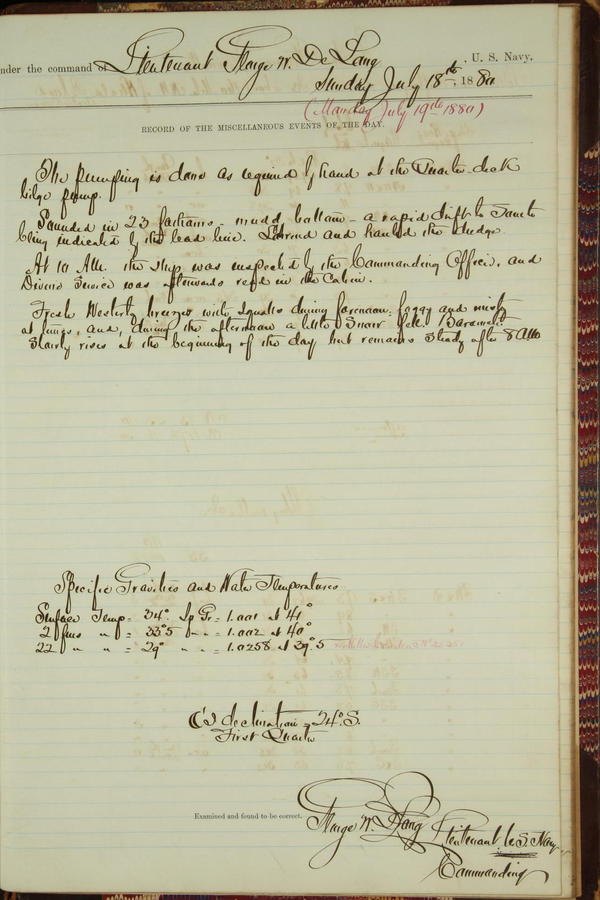 under the command of Lieutenant George W. De Long, U. S. Navy,
Sunday July 18th, 1880
(Monday July 19th 1880)
RECORD OF THE MISCELLANEOUS EVENTS OF THE DAY.
The pumping is done as required by hand at the Quarter-deck
bilge pump.
Sounded in 23 fathoms - muddy bottom - a rapid drift to South
being indicated by the lead line. and hauled the dredge.
At 10 A.M. the ship was inspected by the Commanding Officer, and
Divine Service was afterwards read in the Cabin.
Fresh Westerly breezes with squalls during forenoon; foggy and misty
at times, and, during the afternoon a little Snow fell. Barometer
slowly rises at the beginning of the day but remains steady after 8 AM
Specific Gravities and Water Temperatures
Surface Temp = 34° Sp Gr = 1.001 at 41°
2 fms " = 33°5 " " = 1.002 at 40°
22 " " = 29° " " = 1.0258 at 39°.5
☾'s declination = 24° S.
First Quarter
Examined and found to be correct.
George W. De Long Lieutenant U.S. Navy
Commanding